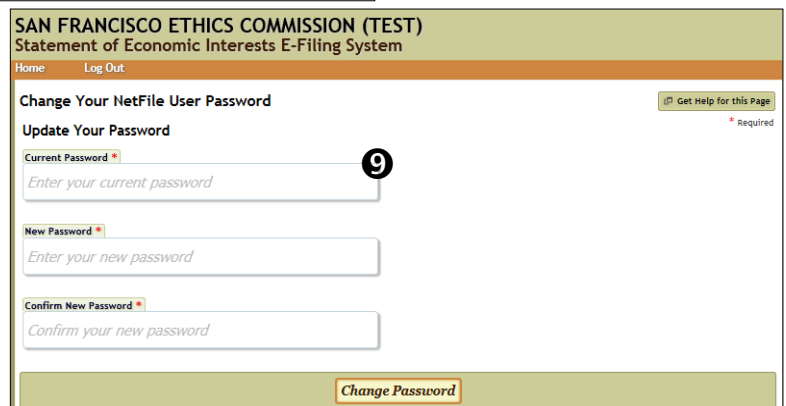 SAN FRANCISCO ETHICS COMMISSION (TEST)
Statement of Economic Interests E-Filing System
Home Log Out
Change Your NetFile User Password
Get Help for this Page
* Required
Update Your Password
Current Password *
9
Enter your current password
New Password *
Enter your new password
Confirm New Password *
Confirm your new password
Change Password